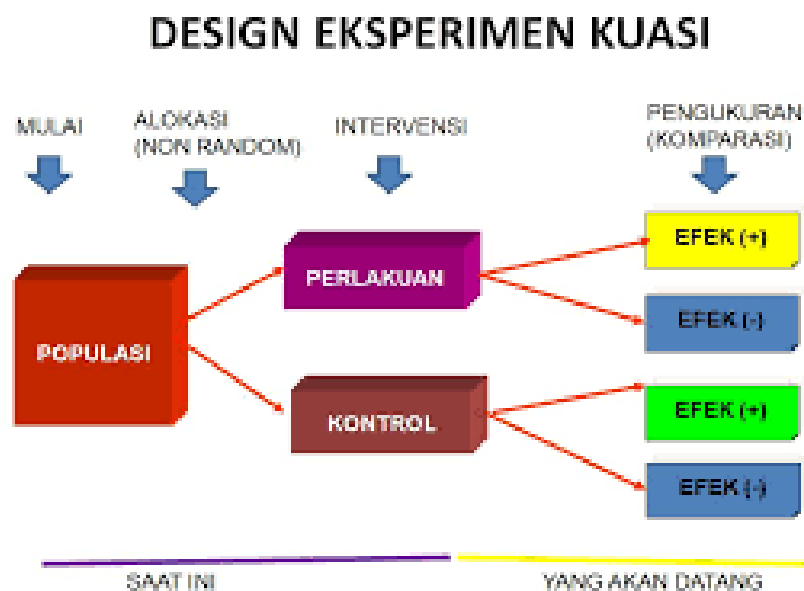 DESIGN EKSPERIMEN KUASI
MULAI
ALOKASI
(NON RANDOM)
INTERVENSI
PENGUKURAN
(KOMPARASI)
POPULASI
PERLAKUAN
KONTROL
EFEK (+)
EFEK (-)
EFEK (+)
EFEK (-)
SAAT INI
YANG AKAN DATANG